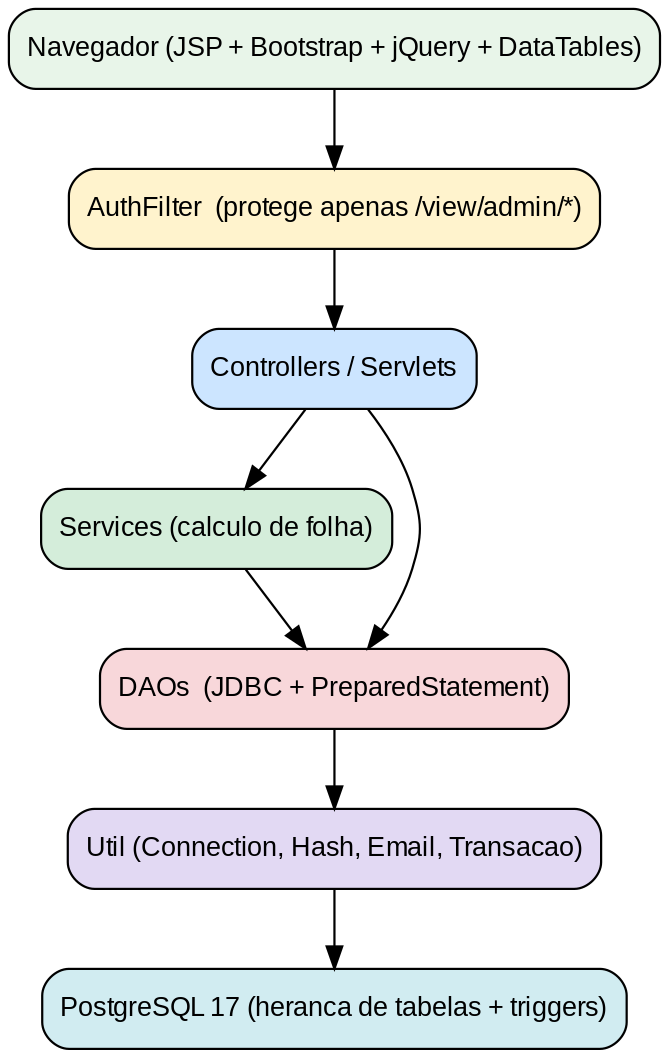 Navegador (JSP + Bootstrap + jQuery + DataTables)
AuthFilter  (protege apenas /view/admin/*)
Controllers / Servlets
Services (calculo de folha)
DAOs  (JDBC + PreparedStatement)
Util (Connection, Hash, Email, Transacao)
PostgreSQL 17 (heranca de tabelas + triggers)